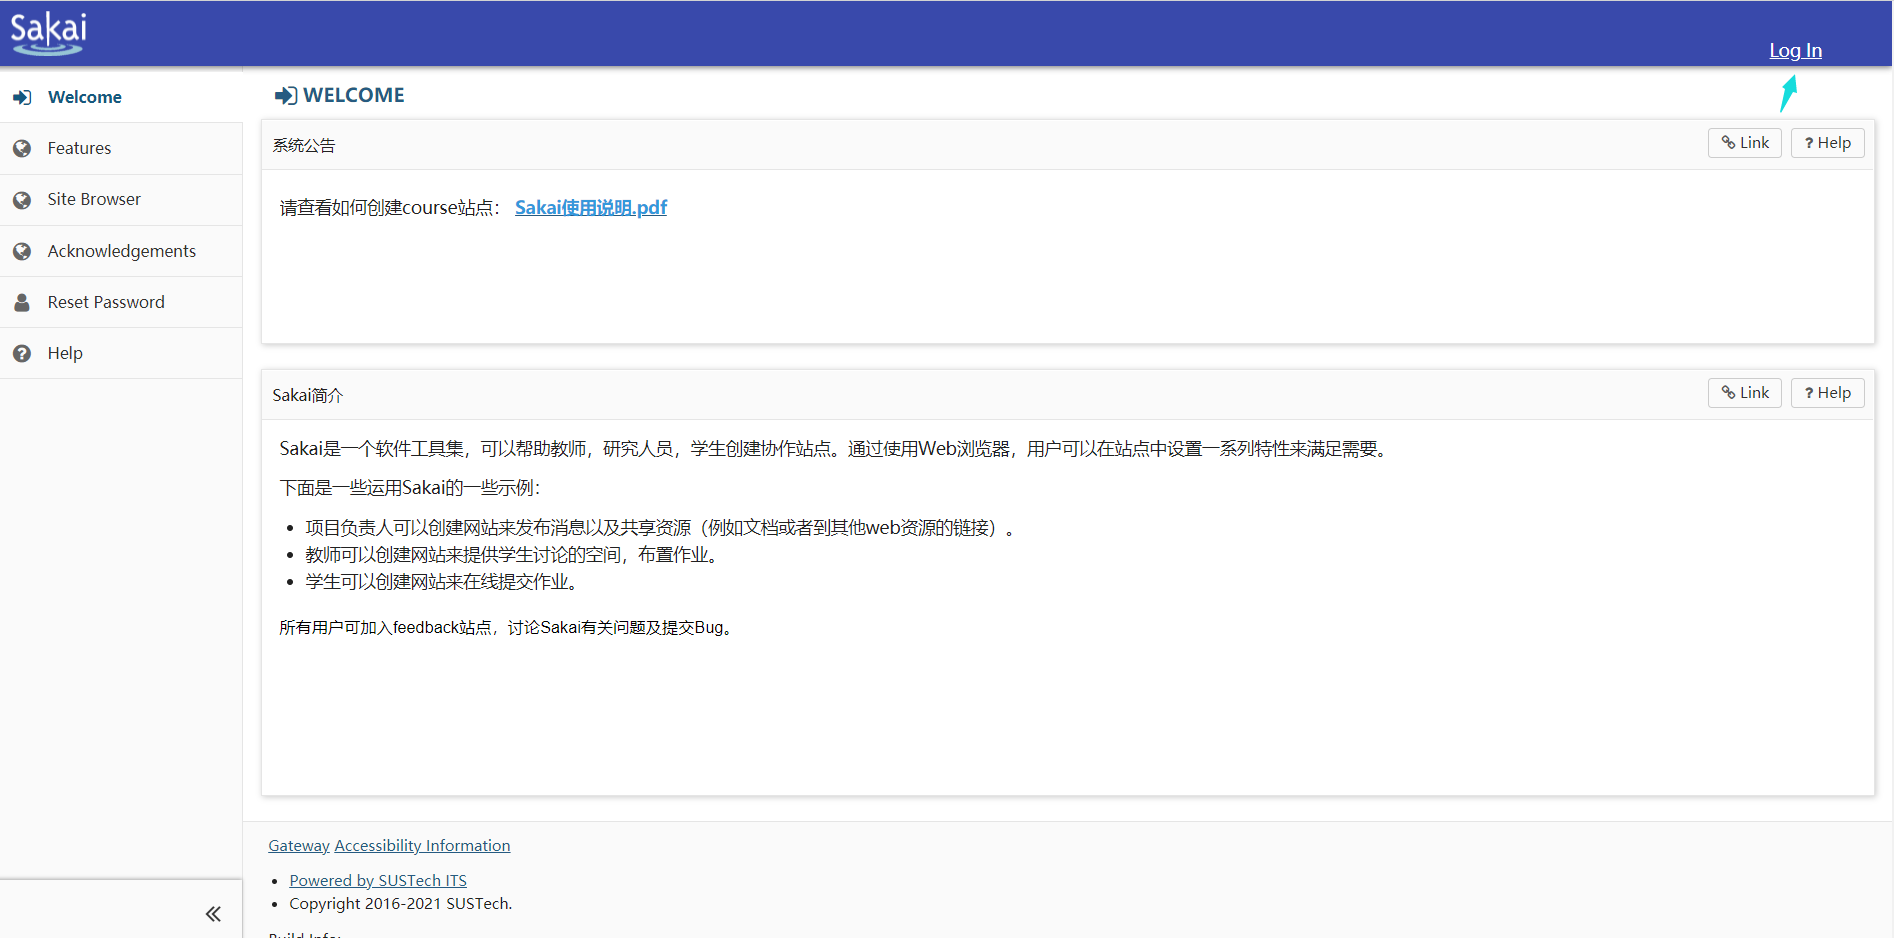 Sakai
Log In
Welcome
Features
Site Browser
Acknowledgements
Reset Password
Help
WELCOME
系统公告
Link
? Help
请查看如何创建course站点： Sakai使用说明.pdf
Sakai简介
Link
? Help
Sakai是一个软件工具集，可以帮助教师，研究人员，学生创建协作站点。通过使用Web浏览器，用户可以在站点中设置一系列特性来满足需要。
下面是一些运用Sakai的一些示例：
• 项目负责人可以创建网站来发布消息以及共享资源（例如文档或者到其他web资源的链接）。
• 教师可以创建网站来提供学生讨论的空间，布置作业。
• 学生可以创建网站来在线提交作业。
所有用户可加入feedback站点，讨论Sakai有关问题及提交Bug。
Gateway Accessibility Information
• Powered by SUSTech ITS
• Copyright 2016-2021 SUSTech.
Build Info: